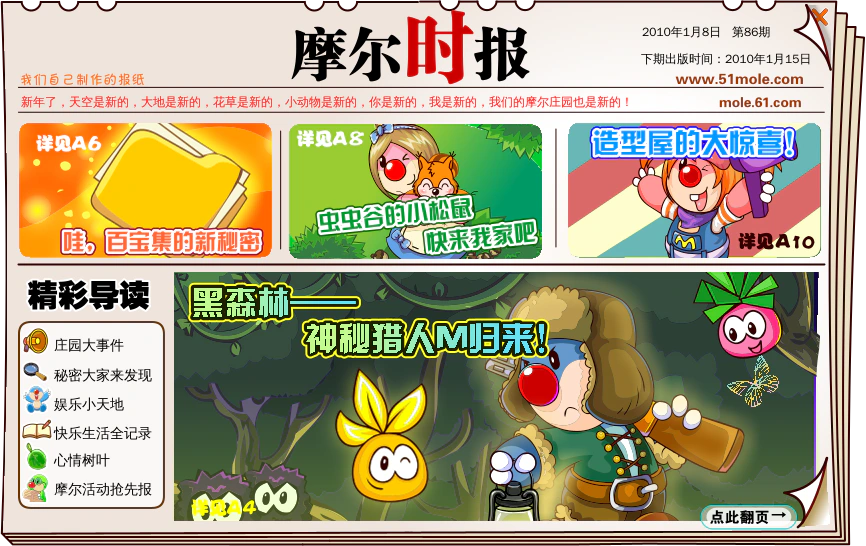 摩尔时报
2010年1月8日 第86期
下期出版时间：2010年1月15日
我们自己制作的报纸
www.51mole.com
新年了，天空是新的，大地是新的，花草是新的，小动物是新的，你是新的，我是新的，我们的摩尔庄园也是新的！
mole.61.com
详见A6
哇，百宝集的新秘密
详见A8
虫虫谷的小松鼠
快来我家吧
造型屋的大惊喜！
M
详见A10
精彩导读
庄园大事件
秘密大家来发现
娱乐小天地
快乐生活全记录
心情树叶
摩尔活动抢先报
黑森林——
神秘猎人M归来！
详见A4
点此翻页→